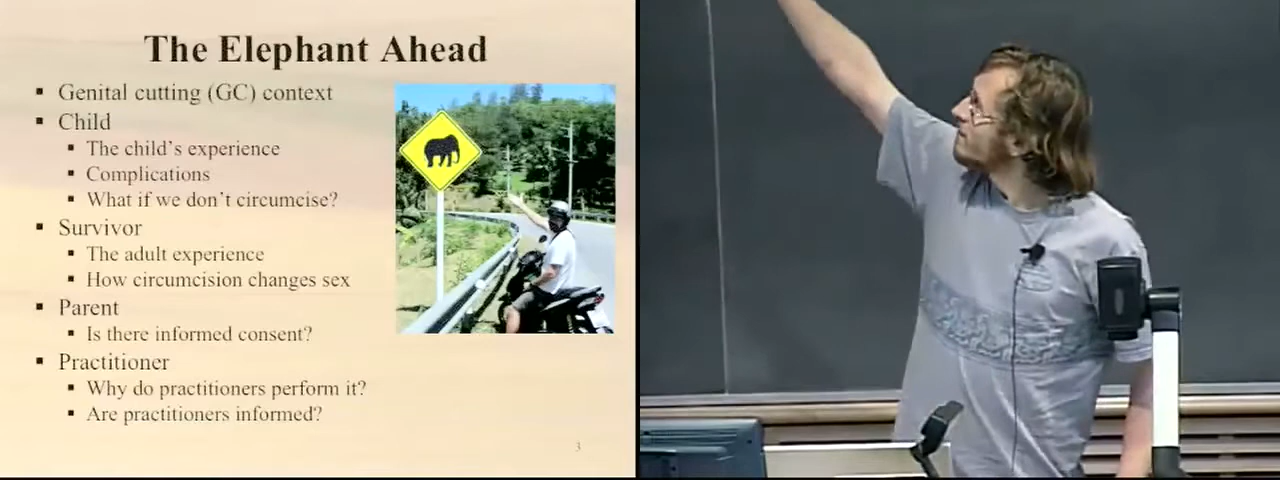 The Elephant Ahead
▪ Genital cutting (GC) context
▪ Child
▪ The child's experience
▪ Complications
▪ What if we don't circumcise?
▪ Survivor
▪ The adult experience
▪ How circumcision changes sex
▪ Parent
▪ Is there informed consent?
▪ Practitioner
▪ Why do practitioners perform it?
▪ Are practitioners informed?
3